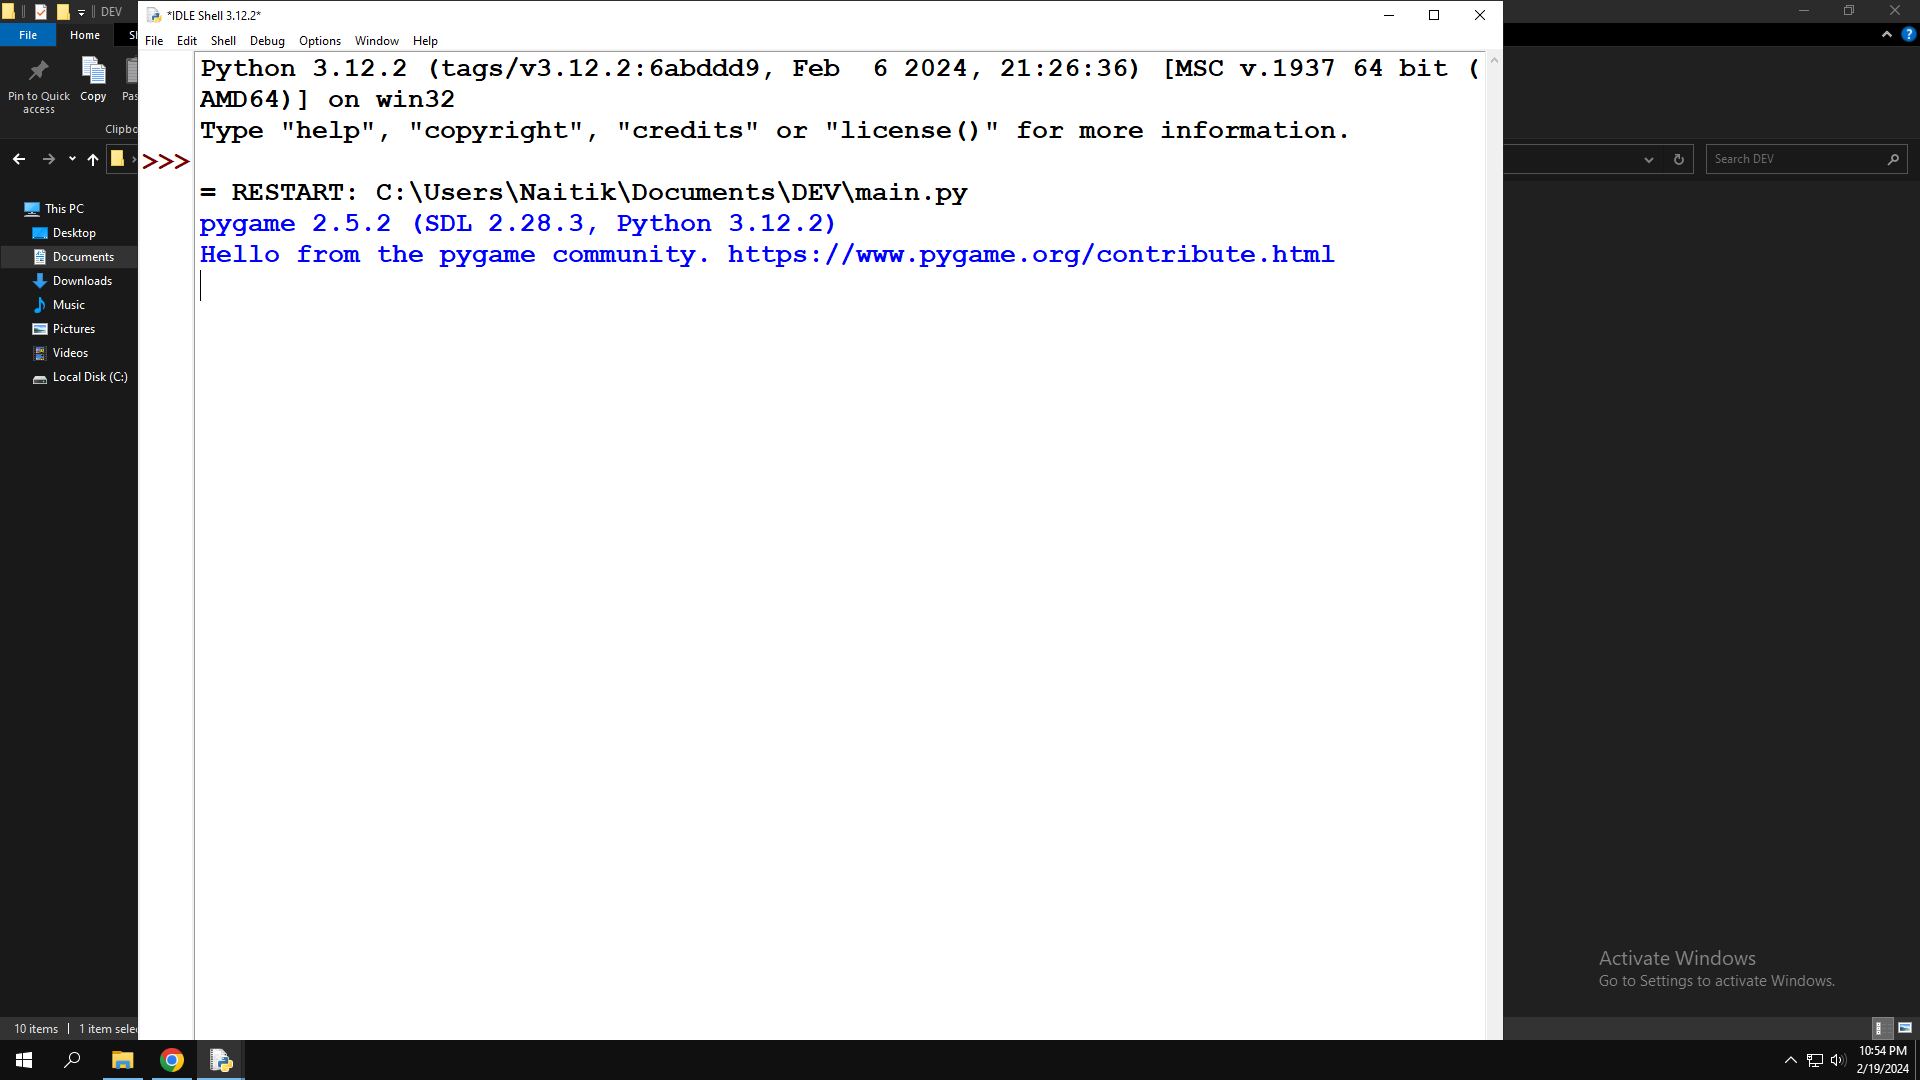 DEV
File
Home
Pin to Quick
access
Copy
This PC
Desktop
Documents
Downloads
Music
Pictures
Videos
Local Disk (C:)
10 items
1 item
*IDLE Shell 3.12.2*
File Edit Shell Debug Options Window Help
Python 3.12.2 (tags/v3.12.2:6abddd9, Feb  6 2024, 21:26:36) [MSC v.1937 64 bit (
AMD64)] on win32
Type "help", "copyright", "credits" or "license()" for more information.
>>>
= RESTART: C:\Users\Naitik\Documents\DEV\main.py
pygame 2.5.2 (SDL 2.28.3, Python 3.12.2)
Hello from the pygame community. https://www.pygame.org/contribute.html
Search DEV
Activate Windows
Go to Settings to activate Windows.
10:54 PM
2/19/2024